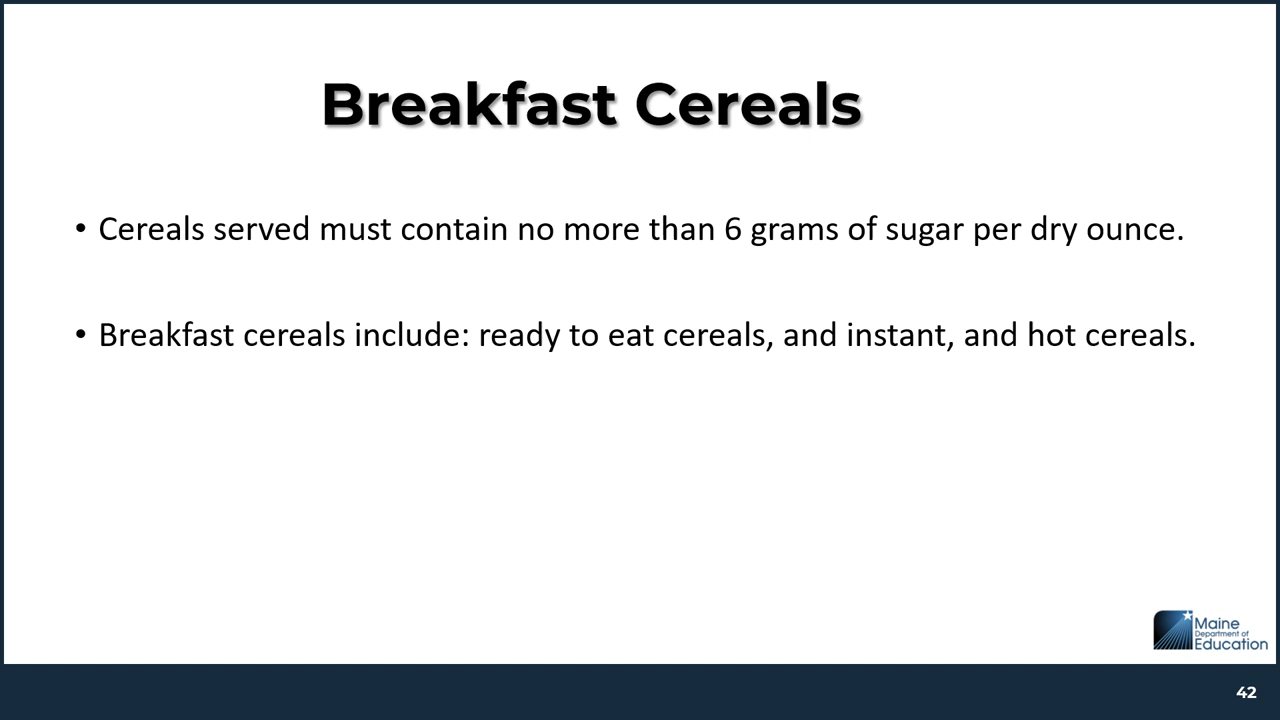 Breakfast Cereals
• Cereals served must contain no more than 6 grams of sugar per dry ounce.
• Breakfast cereals include: ready to eat cereals, and instant, and hot cereals.
Maine
Department of
Education
42